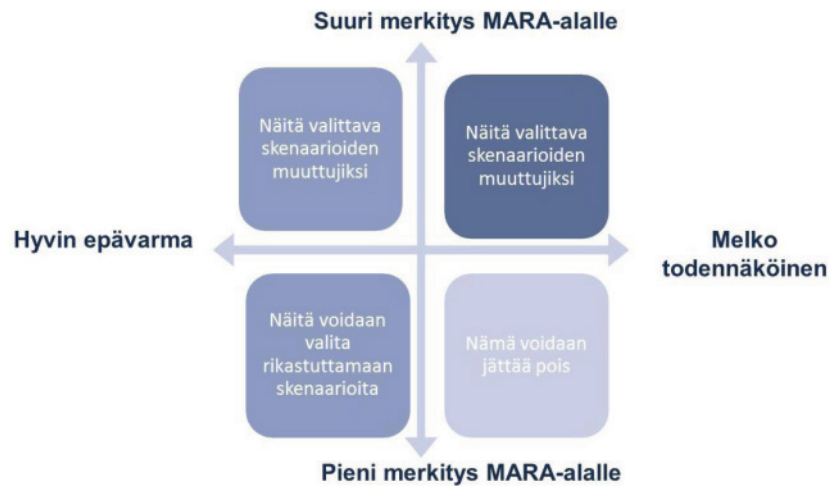 Suuri merkitys MARA-alalle
Näitä valittava
skenaarioiden
muuttujiksi
Näitä valittava
skenaarioiden
muuttujiksi
Hyvin epävarma
Melko
todennäköinen
Näitä voidaan
valita
rikastuttamaan
skenaarioita
Nämä voidaan
jättää pois
Pieni merkitys MARA-alalle